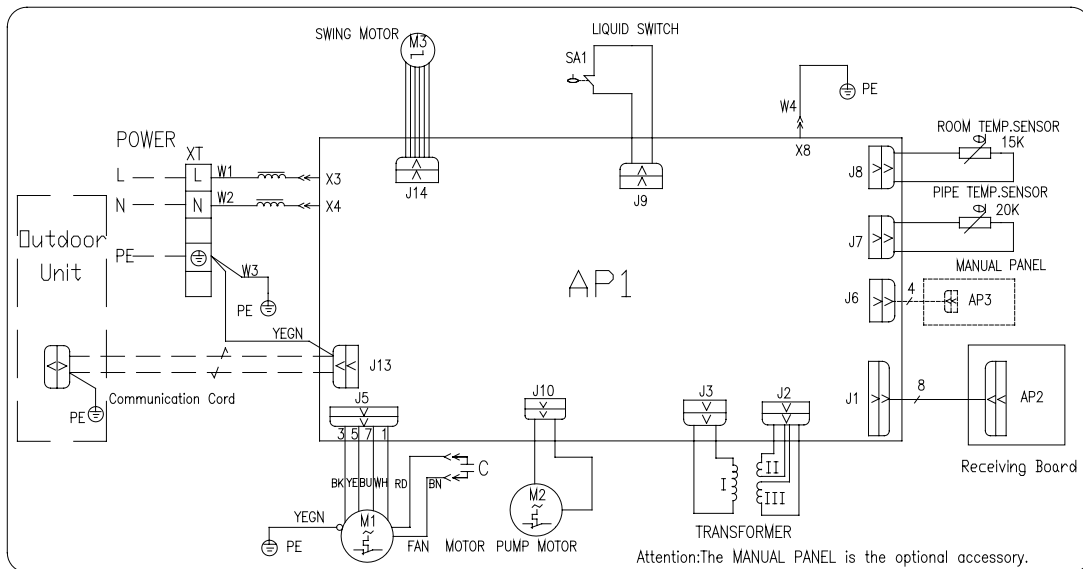 SWING MOTOR
M3
LIQUID SWITCH
SA1
W4
PE
X8
POWER
XT
L
L
W1
X3
N
N
W2
X4
J14
J9
ROOM TEMP.SENSOR
15K
J8
PIPE TEMP.SENSOR
20K
J7
Outdoor
Unit
PE
W3
PE
AP1
MANUAL PANEL
J6
4
AP3
YEGN
J13
PE
Communication Cord
J5
3 5 7 1
J10
J3
J2
J1
8
AP2
Receiving Board
C
BK YE BU WH RD BN
I
II
III
YEGN
PE
M1
~
M2
~
FAN MOTOR
PUMP MOTOR
TRANSFORMER
Attention:The MANUAL PANEL is the optional accessory.